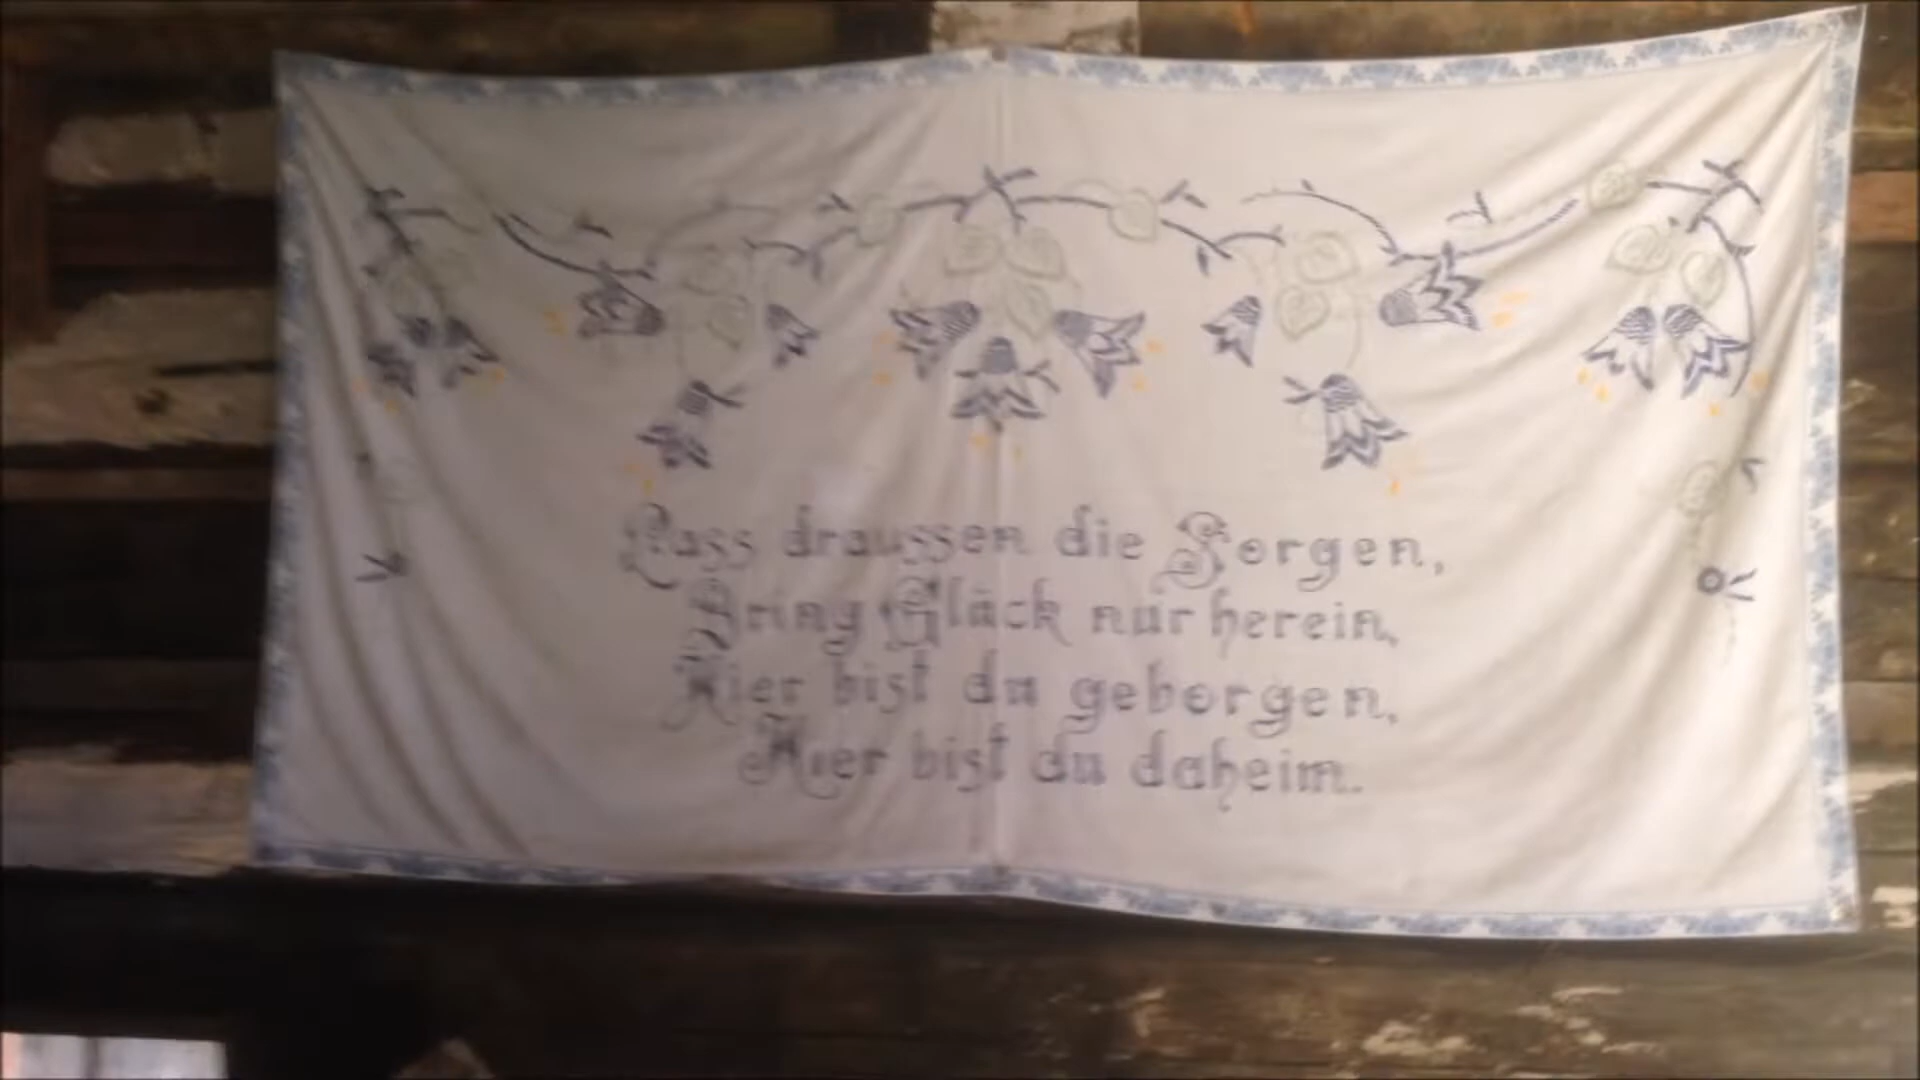 Lass draussen die Sorgen,
Bring Glück nur herein,
Hier bist du geborgen,
Hier bist du daheim.